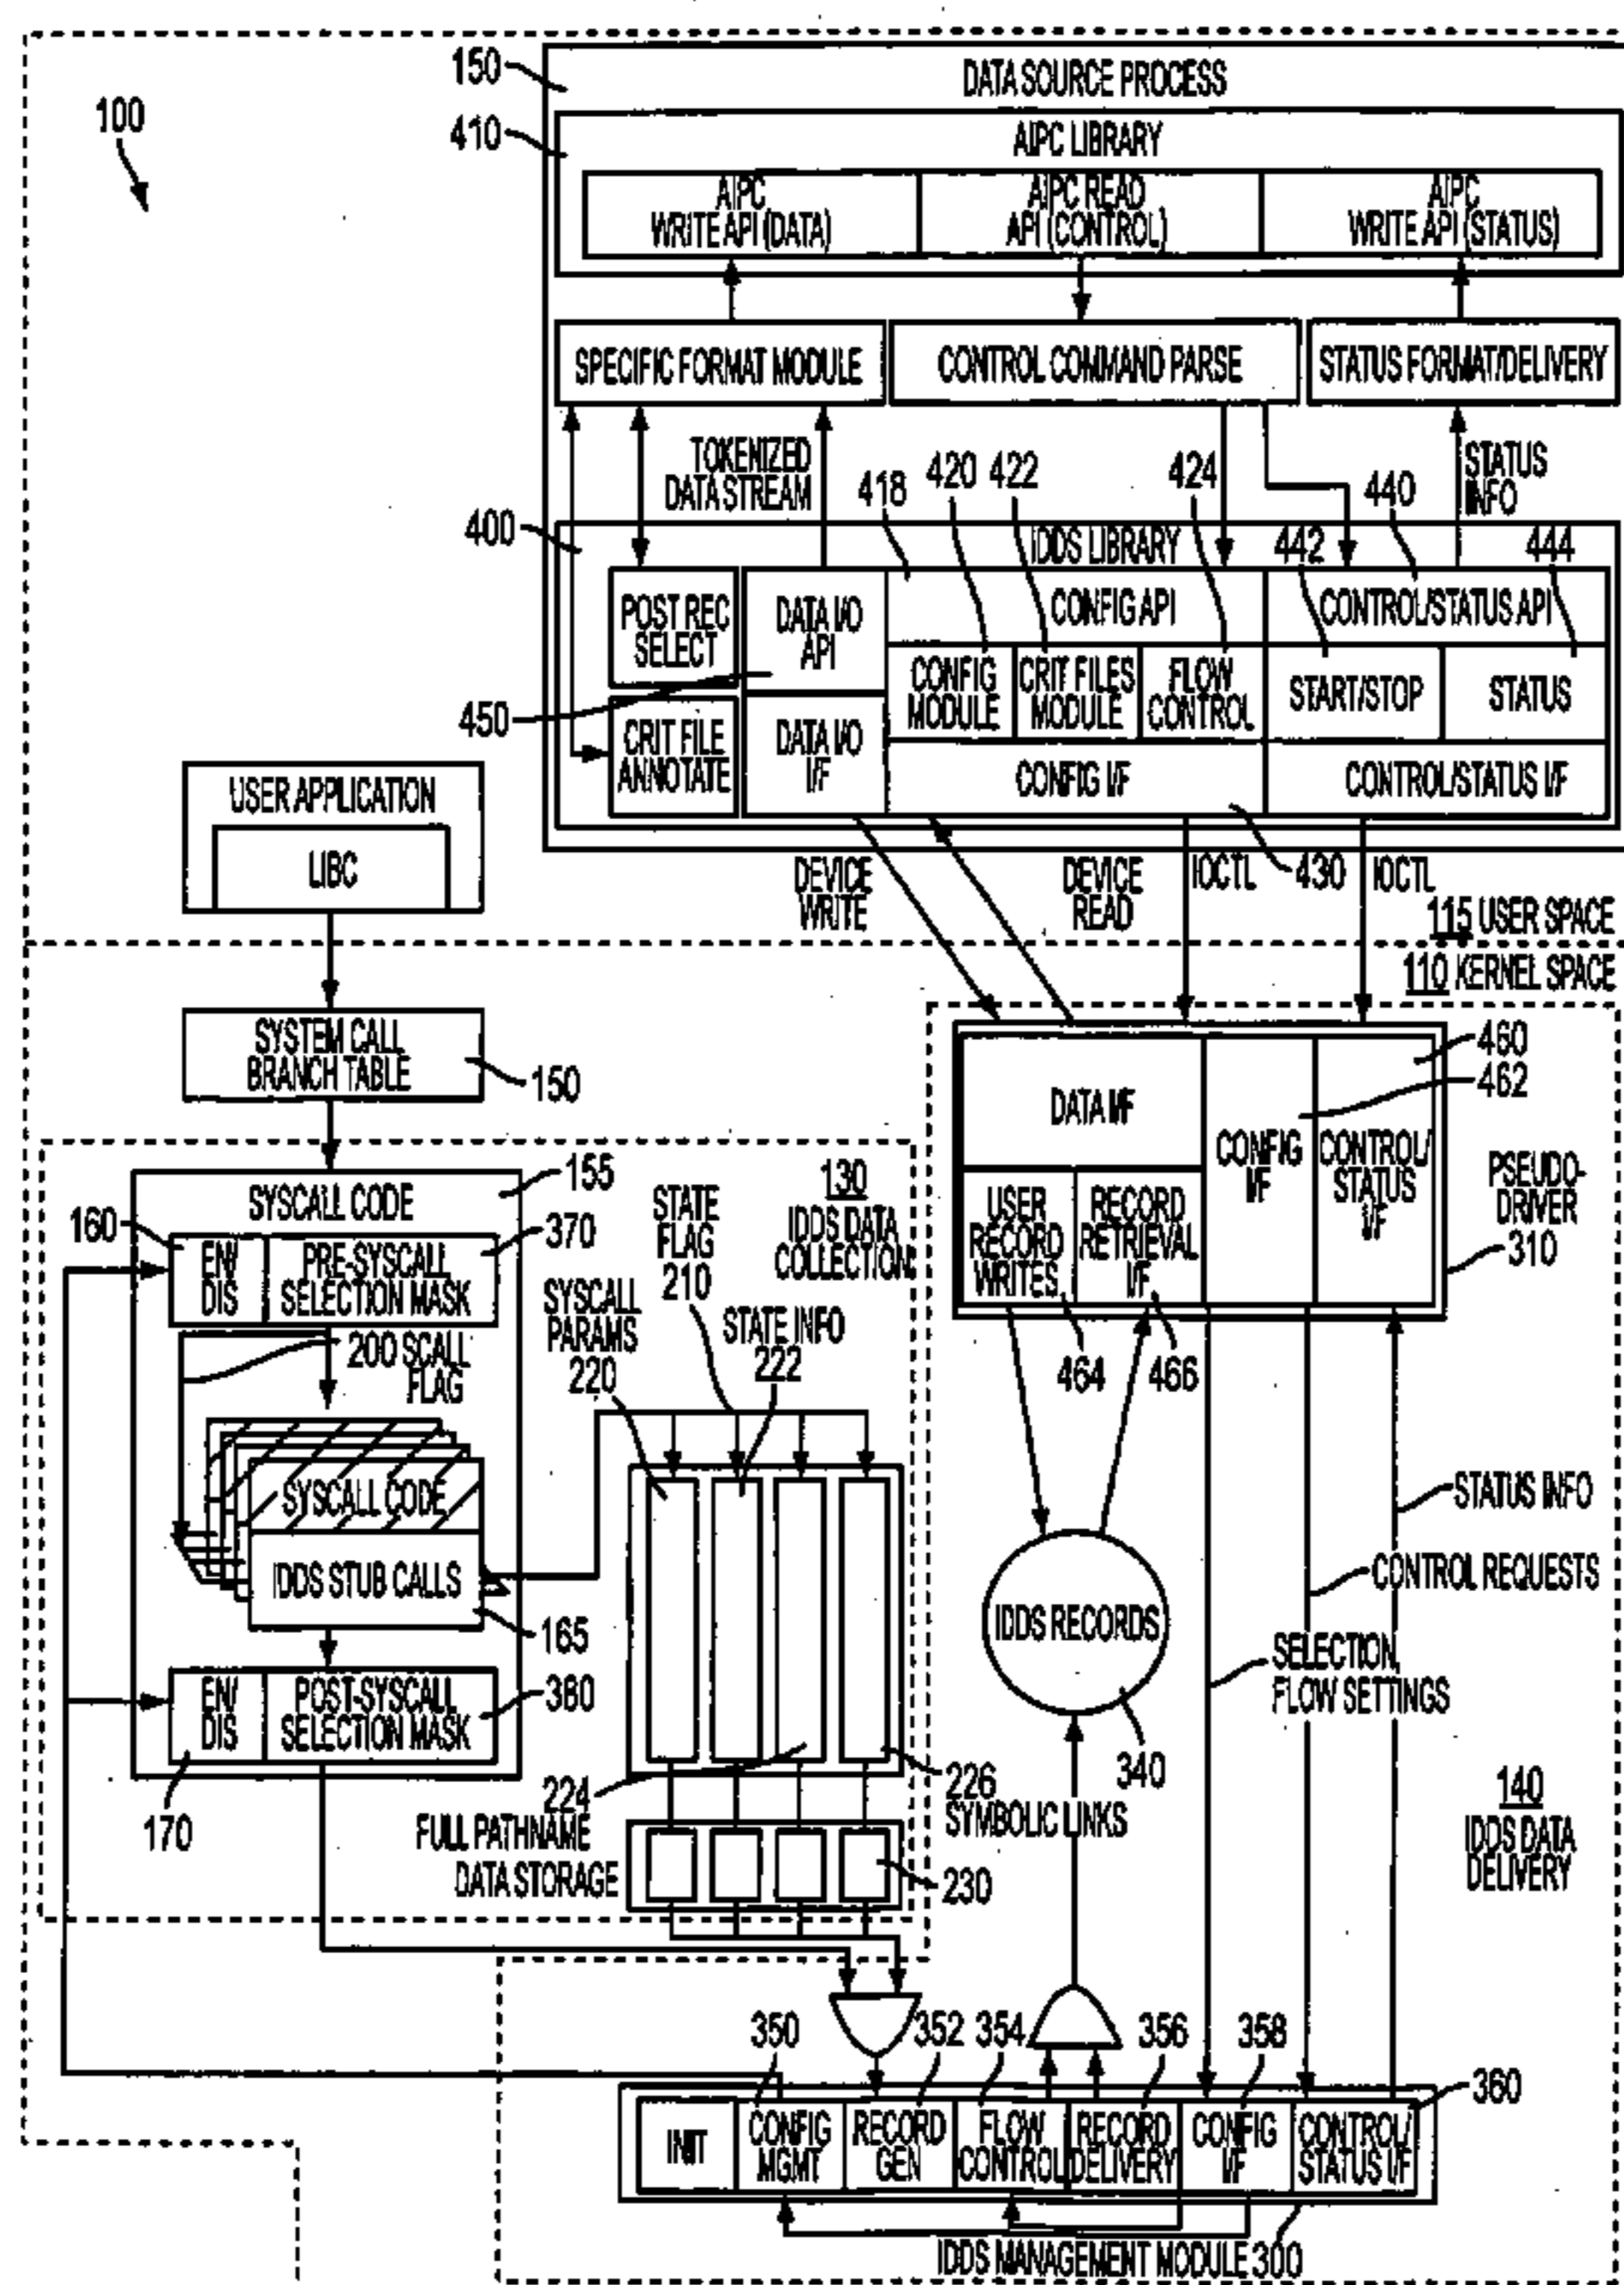 100
150
DATA SOURCE PROCESS
410
AIPC LIBRARY
AIPC
WRITE API (DATA)
AIPC READ
API (CONTROL)
AIPC
WRITE API (STATUS)
SPECIFIC FORMAT MODULE
CONTROL COMMAND PARSE
STATUS FORMAT/DELIVERY
TOKENIZED
DATA STREAM
418
420
422
424
STATUS
INFO
440
400
IDDS LIBRARY
442
444
POST REC
SELECT
DATA I/O
API
CONFIG API
CONTROL/STATUS API
CONFIG
MODULE
CRIT FILES
MODULE
FLOW
CONTROL
START/STOP
STATUS
450
CRIT FILE
ANNOTATE
DATA I/O
I/F
CONFIG I/F
CONTROL/STATUS I/F
USER APPLICATION
LIBC
DEVICE
WRITE
DEVICE
READ
IOCTL
430
IOCTL
115 USER SPACE
110 KERNEL SPACE
SYSTEM CALL
BRANCH TABLE
150
460
462
DATA I/F
CONFIG
I/F
CONTROL/
STATUS
I/F
PSEUDO-
DRIVER
310
USER
RECORD
WRITES
RECORD
RETRIEVAL
I/F
464
466
155
SYSCALL CODE
160
EN/
DIS
PRE-SYSCALL
SELECTION MASK
370
200 SCALL
FLAG
STATE
FLAG
210
130
IDDS DATA
COLLECTION
SYSCALL
PARAMS
220
STATE INFO
222
SYSCALL CODE
IDDS STUB CALLS
165
EN/
DIS
POST-SYSCALL
SELECTION MASK
380
170
224
FULL PATHNAME
DATA STORAGE
226
SYMBOLIC LINKS
230
IDDS RECORDS
340
STATUS INFO
CONTROL REQUESTS
SELECTION,
FLOW SETTINGS
140
IDDS DATA
DELIVERY
350
352
354
356
358
360
INIT
CONFIG
MGMT
RECORD
GEN
FLOW
CONTROL
RECORD
DELIVERY
CONFIG
I/F
CONTROL/
STATUS I/F
IDDS MANAGEMENT MODULE 300